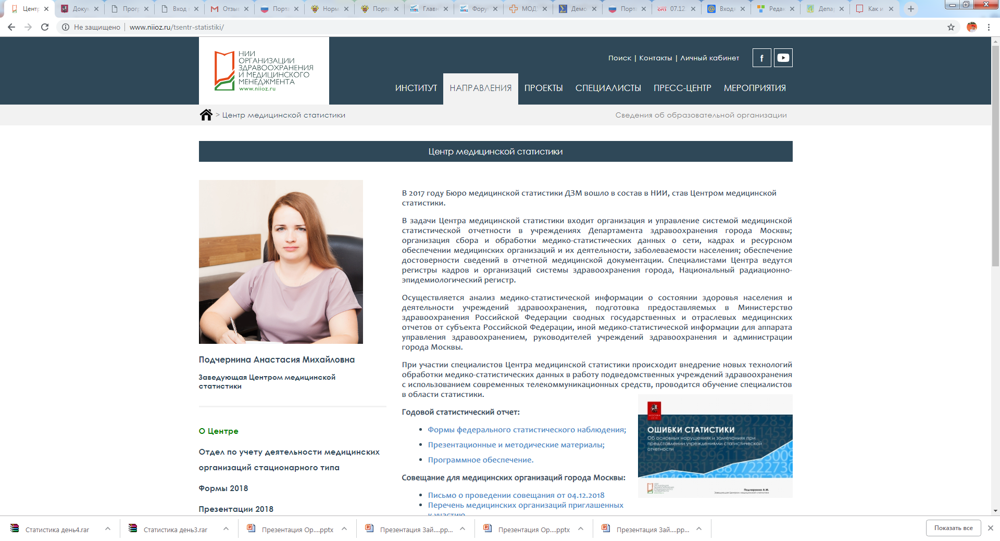 Центр
Доку
Прогр
Вход
Отзы
Порта
Норм
Порта
Главн
Фору
МОД
Демо
Порта
07.12
Входя
Редак
Депар
Как и
Не защищено
www.niioz.ru/tsentr-statistiki/
НИИ
ОРГАНИЗАЦИИ
ЗДРАВООХРАНЕНИЯ
И МЕДИЦИНСКОГО
МЕНЕДЖМЕНТА
www.niioz.ru
Поиск | Контакты | Личный кабинет
ИНСТИТУТ НАПРАВЛЕНИЯ ПРОЕКТЫ СПЕЦИАЛИСТЫ ПРЕСС-ЦЕНТР МЕРОПРИЯТИЯ
> Центр медицинской статистики
Сведения об образовательной организации
Центр медицинской статистики
Подчернина Анастасия Михайловна
Заведующая Центром медицинской
статистики
О Центре
Отдел по учету деятельности медицинских
организаций стационарного типа
Формы 2018
Презентации 2018
В 2017 году Бюро медицинской статистики ДЗМ вошло в состав в НИИ, став Центром медицинской
статистики.
В задачи Центра медицинской статистики входит организация и управление системой медицинской
статистической отчетности в учреждениях Департамента здравоохранения города Москвы;
организация сбора и обработки медико-статистических данных о сети, кадрах и ресурсном
обеспечении медицинских организаций и их деятельности, заболеваемости населения; обеспечение
достоверности сведений в отчетной медицинской документации. Специалистами Центра ведутся
регистры кадров и организаций системы здравоохранения города, Национальный радиационно-
эпидемиологический регистр.
Осуществляется анализ медико-статистической информации о состоянии здоровья населения и
деятельности учреждений здравоохранения, подготовка предоставляемых в Министерство
здравоохранения Российской Федерации сводных государственных и отраслевых медицинских
отчетов от субъекта Российской Федерации, иной медико-статистической информации для аппарата
управления здравоохранением, руководителей учреждений здравоохранения и администрации
города Москвы.
При участии специалистов Центра медицинской статистики происходит внедрение новых технологий
обработки медико-статистических данных в работу подведомственных учреждений здравоохранения
с использованием современных телекоммуникационных средств, проводится обучение специалистов
в области статистики.
Годовой статистический отчет:
Формы федерального статистического наблюдения;
Презентационные и методические материалы;
Программное обеспечение.
Совещание для медицинских организаций города Москвы:
Письмо о проведении совещания от 04.12.2018
Перечень медицинских организаций приглашенных
к участию
МОСКВА
ОШИБКИ СТАТИСТИКИ
Об основных нарушениях и замечаниях при
представлении учреждениями статистической
отчетности
Подчернина А.М.
Заведующая Центром медицинской статистики
Статистика день4.rar
Статистика день3.rar
Презентация Ор....pptx
Презентация Зай....pp...
Презентация Ор....pptx
Презентация Зай....pp...
Показать все